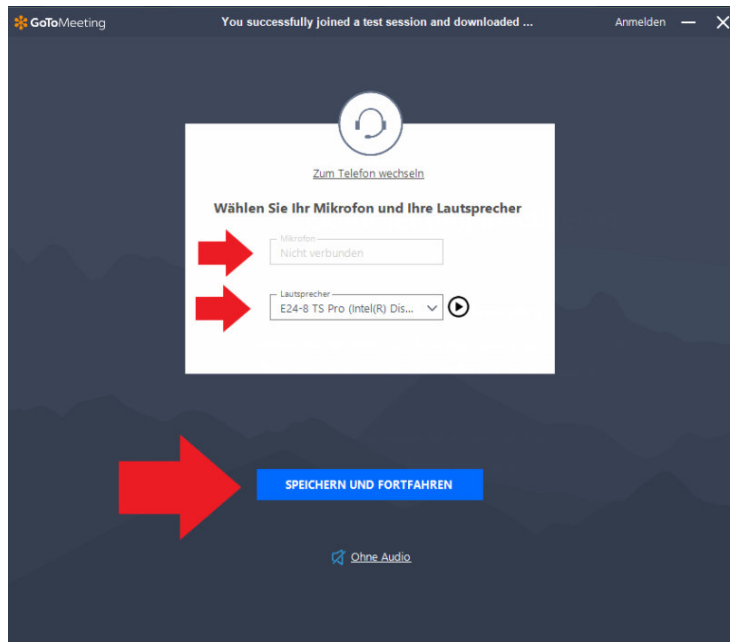 GoToMeeting
You successfully joined a test session and downloaded ...
Anmelden
Zum Telefon wechseln
Wählen Sie Ihr Mikrofon und Ihre Lautsprecher
Mikrofon
Nicht verbunden
Lautsprecher
E24-8 TS Pro (Intel(R) Dis...
SPEICHERN UND FORTFAHREN
Ohne Audio